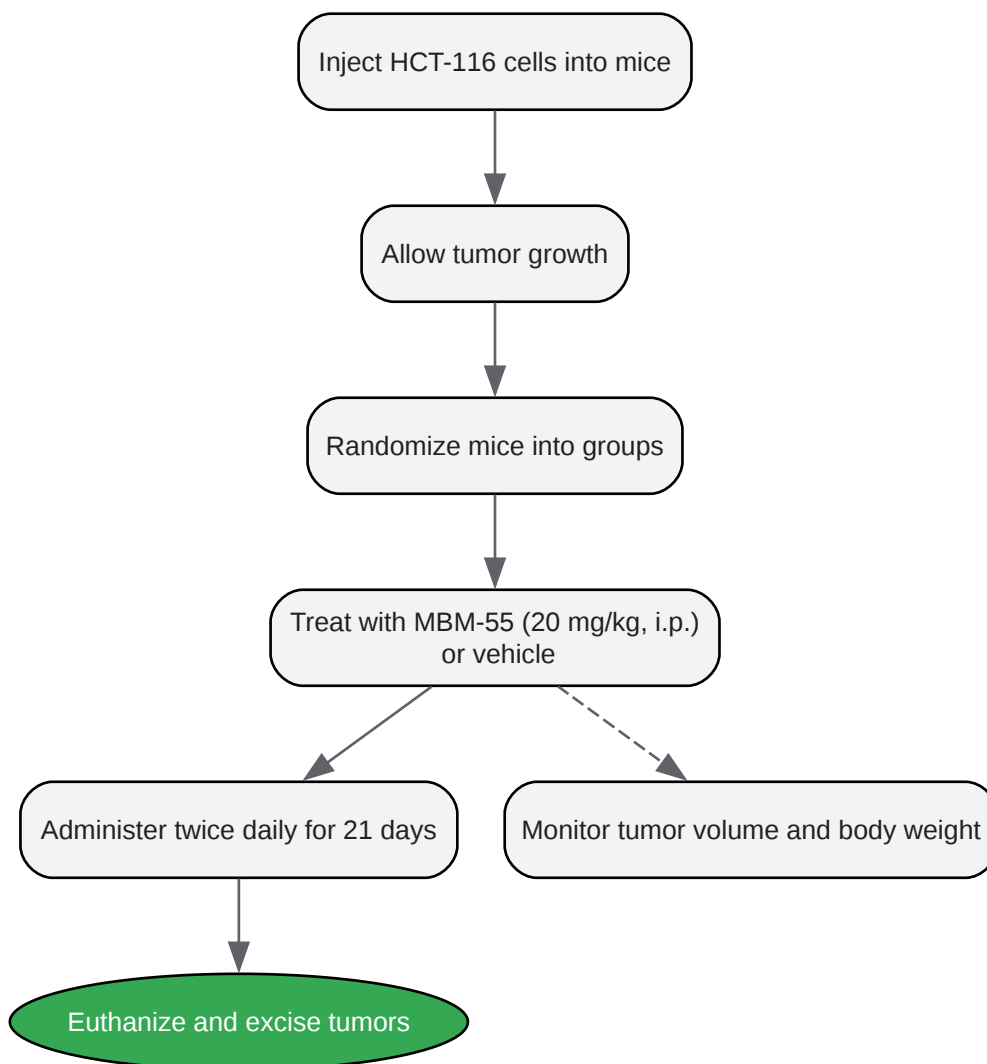 Inject HCT-116 cells into mice
Allow tumor growth
Randomize mice into groups
Treat with MBM-55 (20 mg/kg, i.p.)
or vehicle
Administer twice daily for 21 days
Monitor tumor volume and body weight
Euthanize and excise tumors